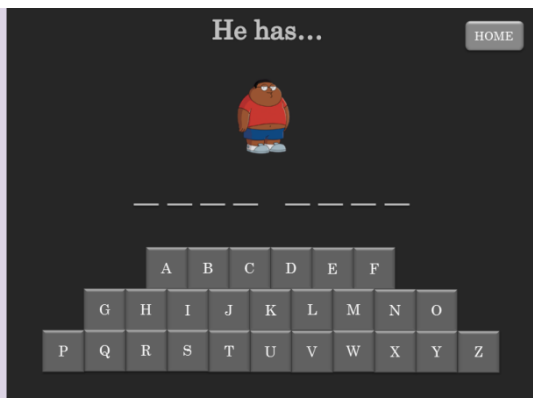 He has...
HOME
A B C D E F
G H I J K L M N O
P Q R S T U V W X Y Z